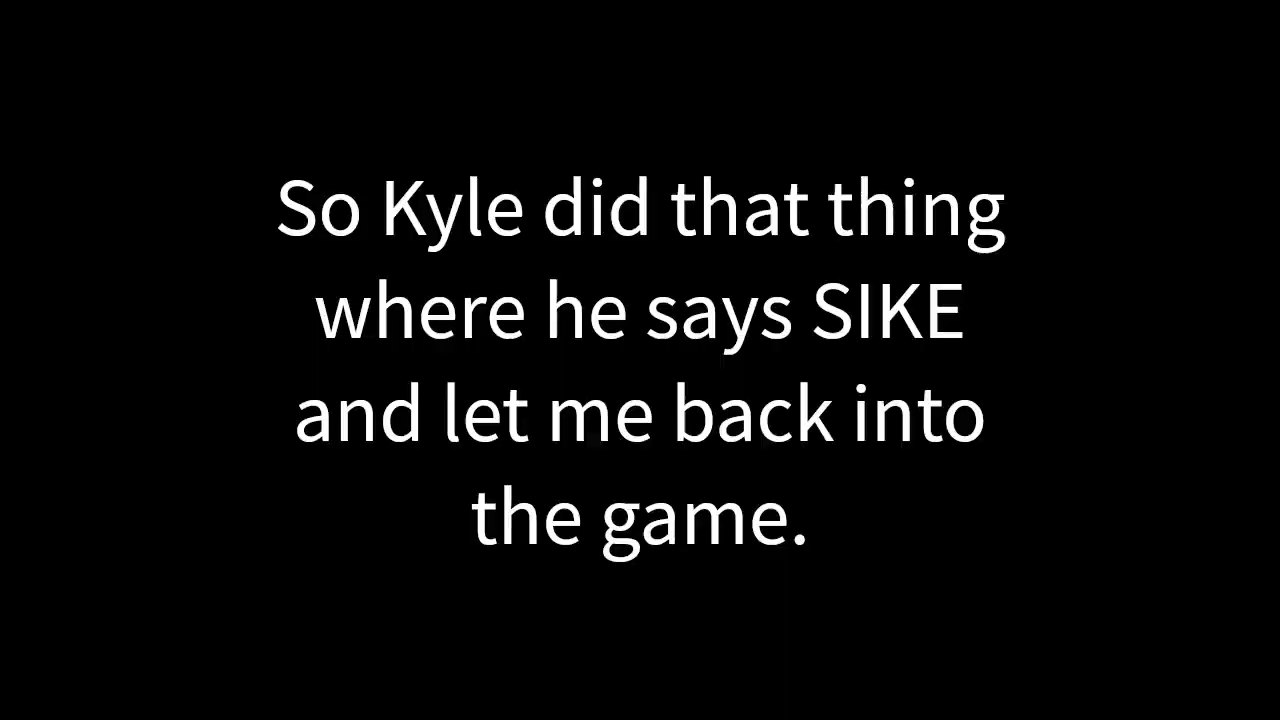 So Kyle did that thing
where he says SIKE
and let me back into
the game.